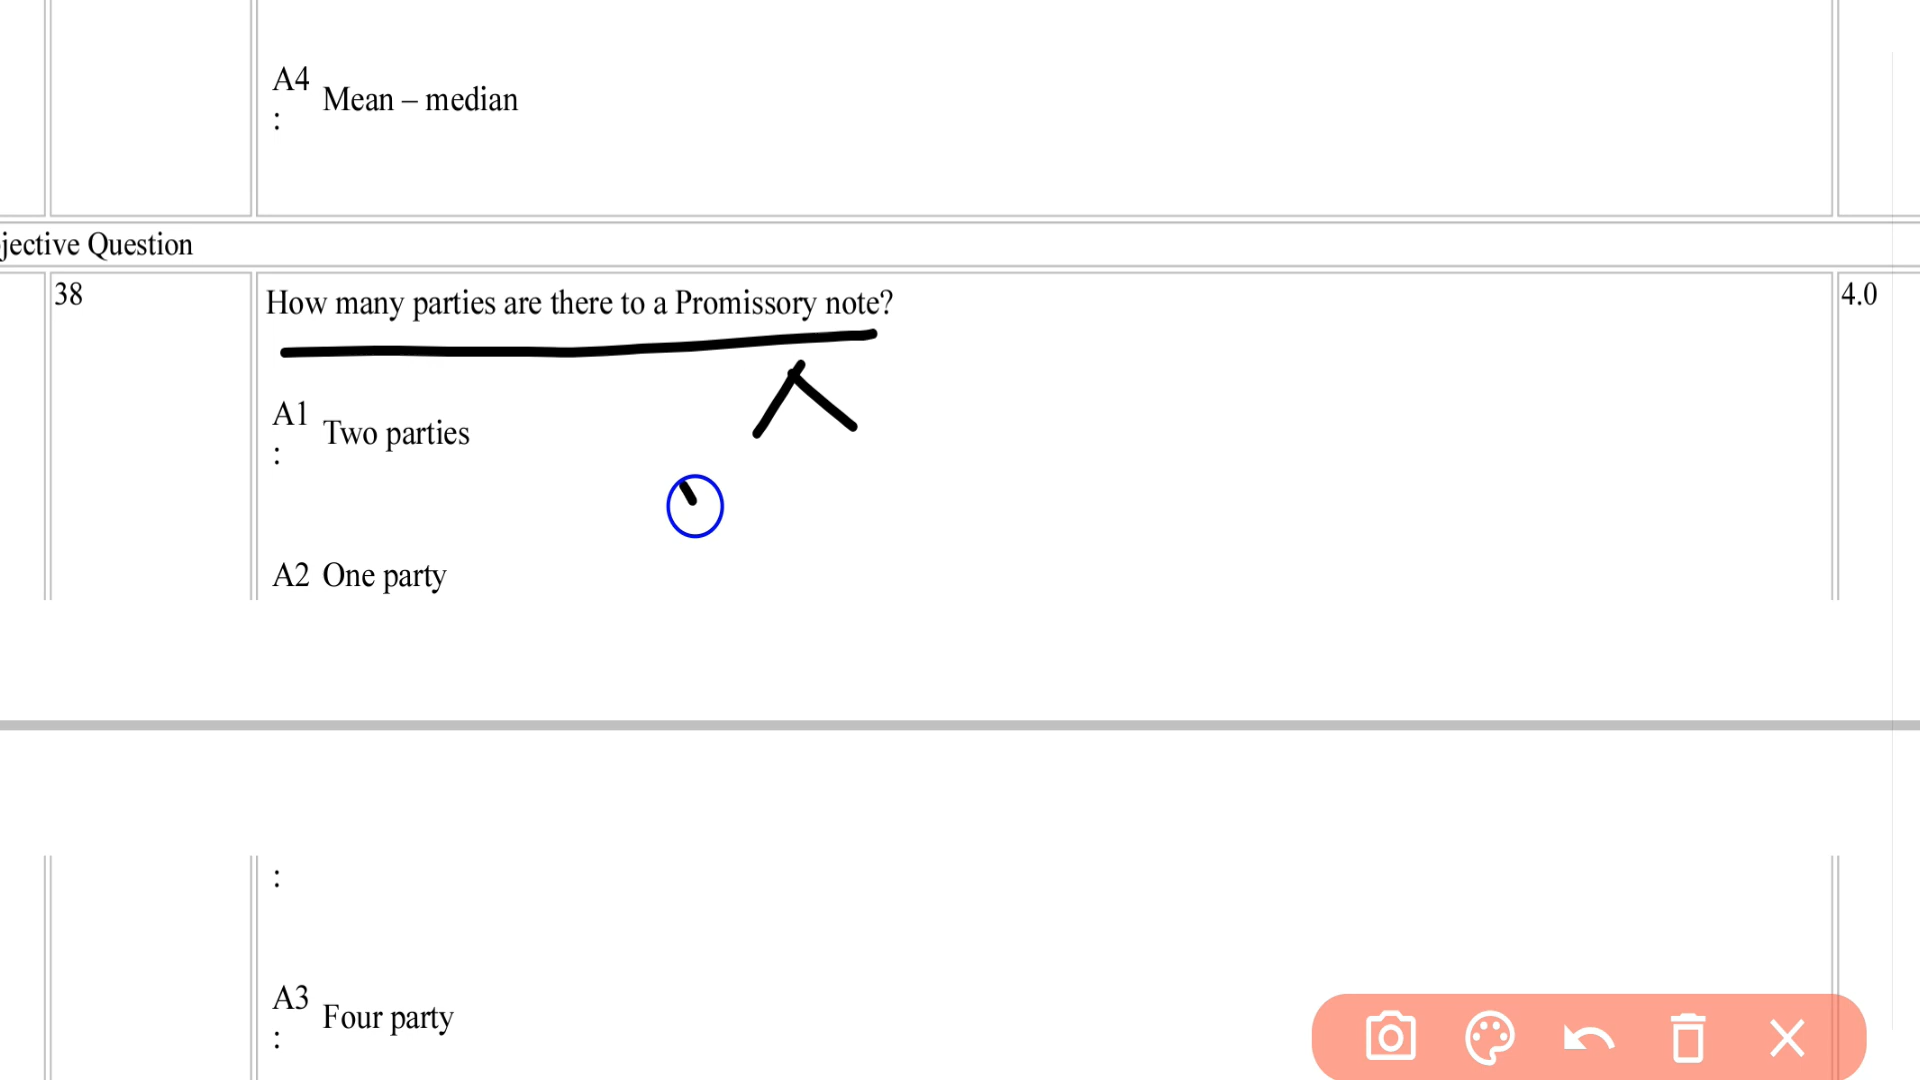 A4
:
Mean – median
jective Question
38
How many parties are there to a Promissory note?
4.0
A1
:
Two parties
A2 One party
:
A3
:
Four party